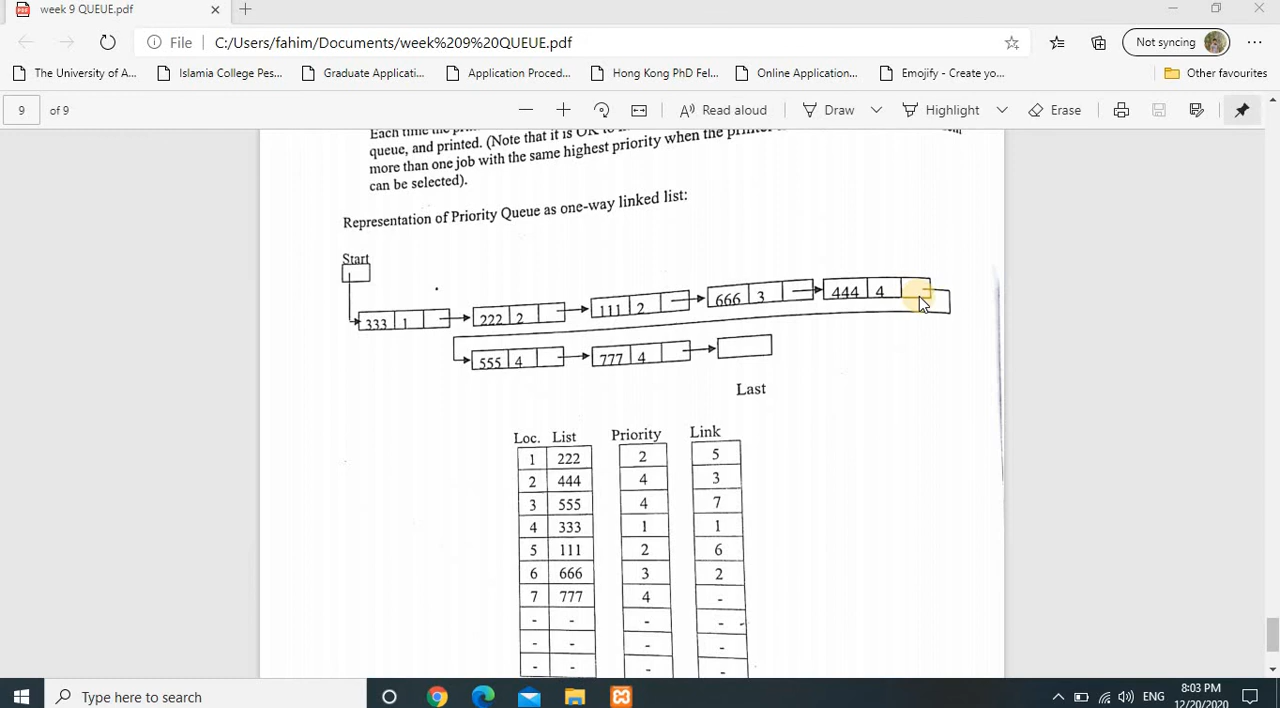 week 9 QUEUE.pdf
File C:/Users/fahim/Documents/week%209%20QUEUE.pdf Not syncing
The University of A... Islamia College Pes... Graduate Applicati... Application Proced... Hong Kong PhD Fel... Online Application... Emojify - Create yo... Other favourites
9 of 9 Read aloud Draw Highlight Erase
Each time the
queue, and printed. (Note that it is OK to
more than one job with the same highest priority when the printer
can be selected).
Representation of Priority Queue as one-way linked list:
Start
333 1 222 2 111 2 666 3 444 4
555 4 777 4
Last
Loc. List Priority Link
1 222 2 5
2 444 4 3
3 555 4 7
4 333 1 1
5 111 2 6
6 666 3 2
7 777 4 -
- - - -
- - - -
- - - -
Type here to search ENG 8:03 PM
12/20/2020